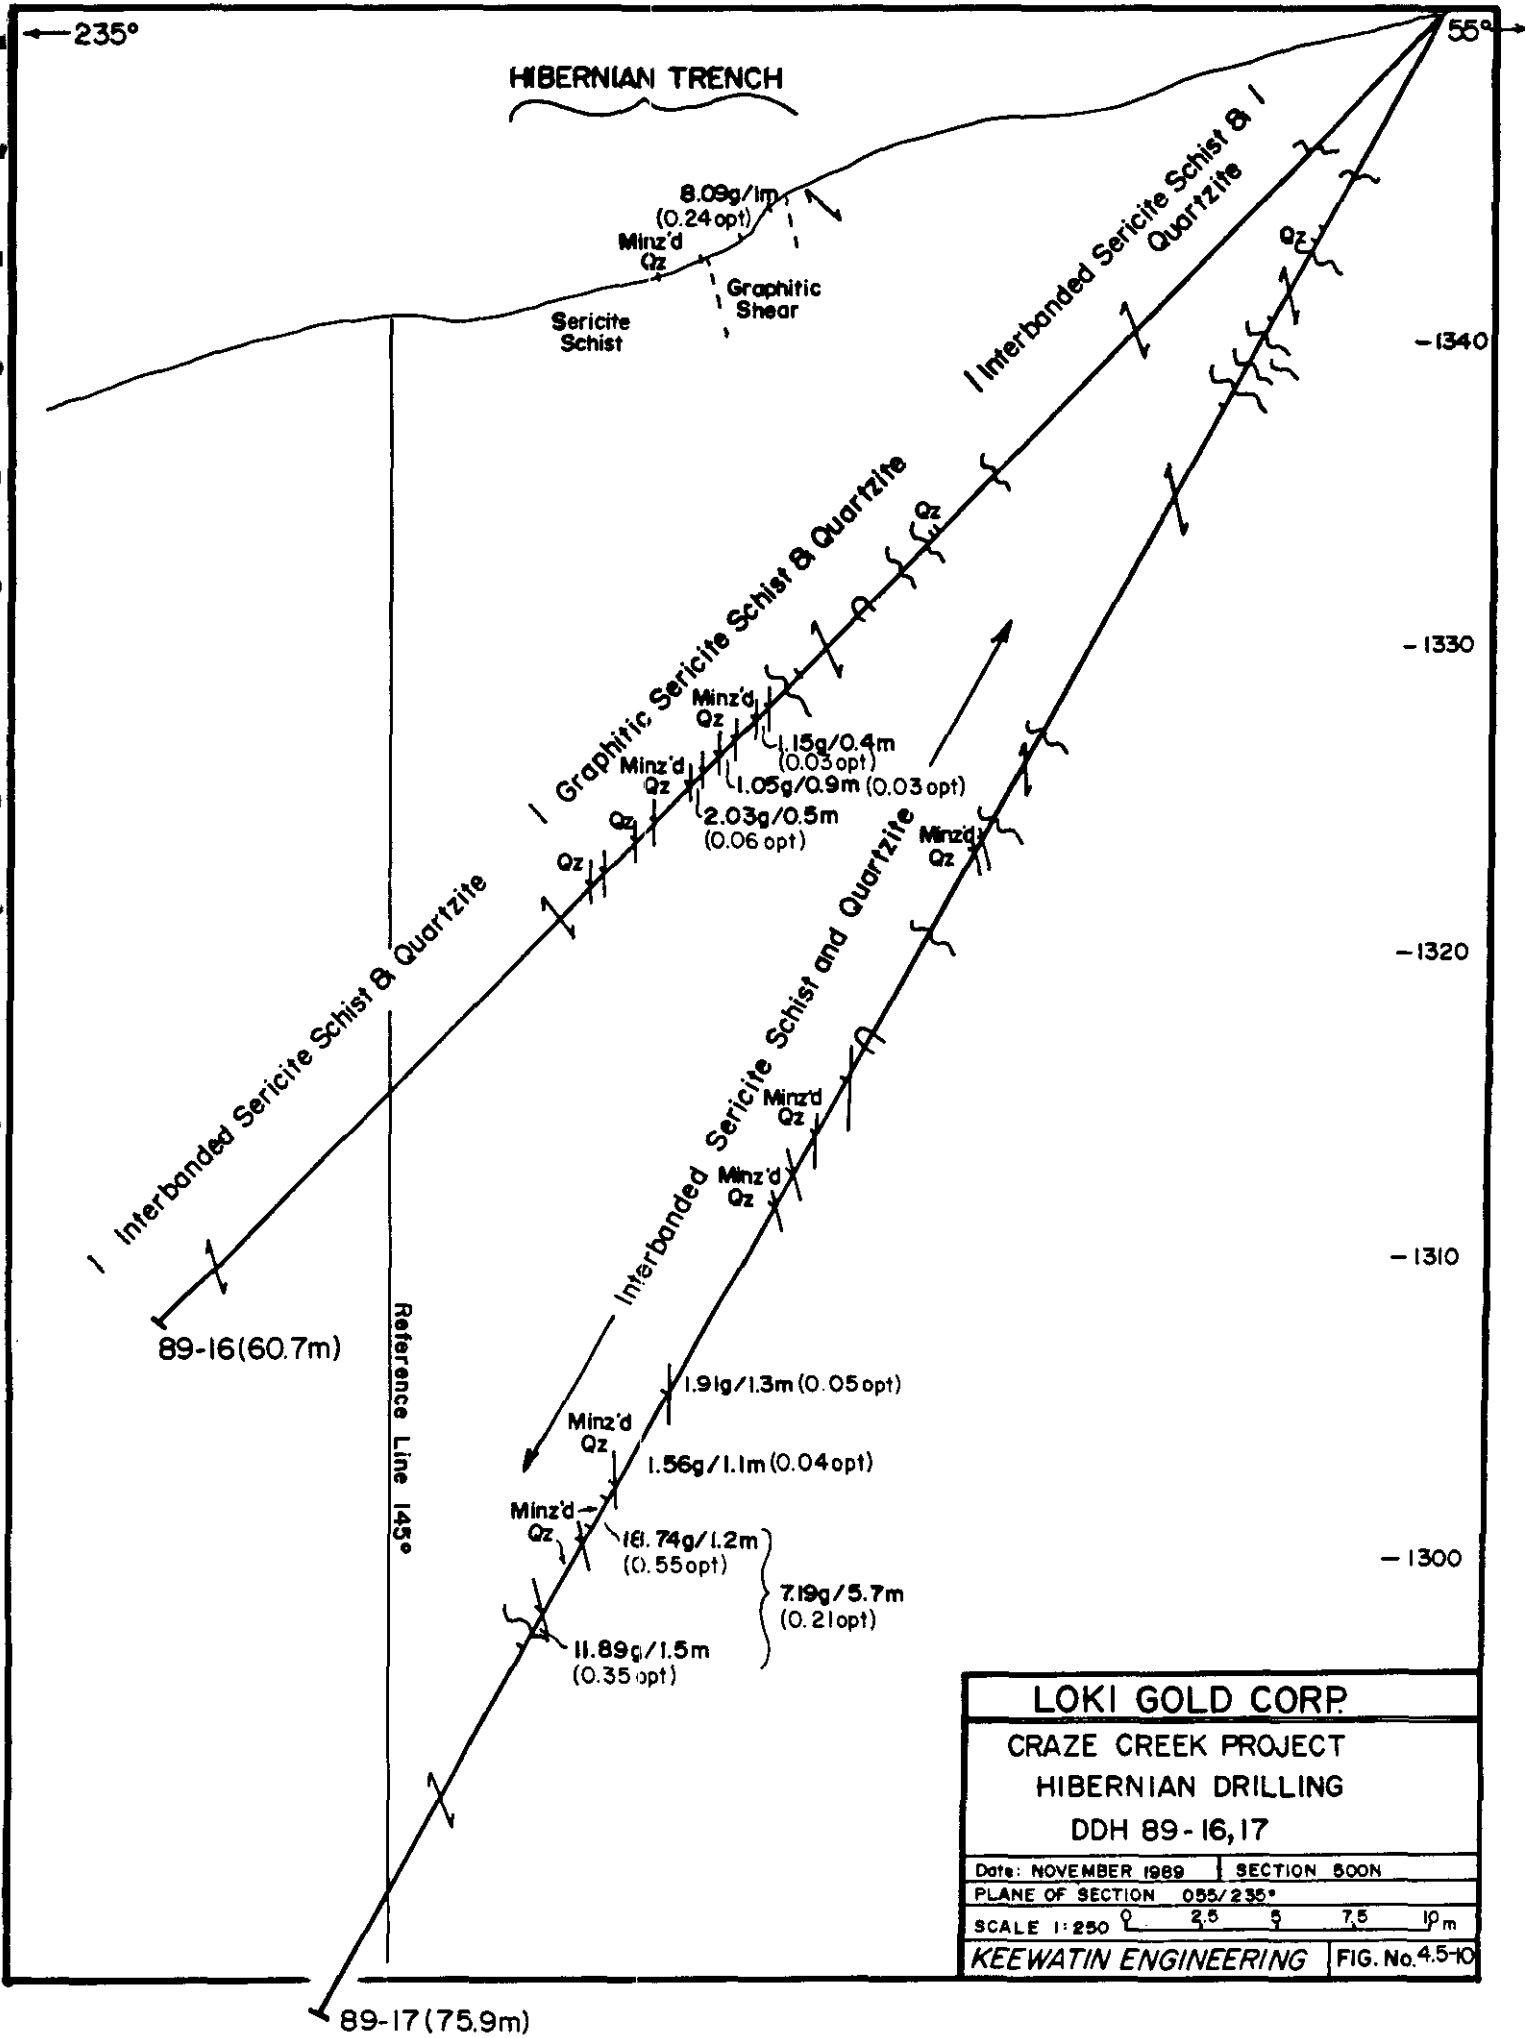 235°
55°
HIBERNIAN TRENCH
8.09g/1m
(0.24opt)
Minz'd
Qz
Graphitic
Shear
Sericite
Schist
Interbanded Sericite Schist &
Quartzite
Qz
-1340
Graphitic Sericite Schist & Quartzite
Qz
-1330
Minz'd
Qz
1.15g/0.4m
(0.03opt)
Minz'd
Qz
1.05g/0.9m (0.03opt)
2.03g/0.5m
(0.06 opt)
Qz
Qz
Minz'd
Qz
Interbanded Sericite Schist & Quartzite
-1320
Interbanded Sericite Schist and Quartzite
Minz'd
Qz
Minz'd
Qz
-1310
89-16(60.7m)
Reference Line 145°
1.91g/1.3m (0.05opt)
Minz'd
Qz
1.56g/1.1m (0.04opt)
Minz'd
Qz
18.74g/1.2m
(0.55opt)
-1300
7.19g/5.7m
(0.21opt)
11.89g/1.5m
(0.35opt)
LOKI GOLD CORP.
CRAZE CREEK PROJECT
HIBERNIAN DRILLING
DDH 89-16,17
Date: NOVEMBER 1989 SECTION 500N
PLANE OF SECTION 055/235°
SCALE 1:250 0 2.5 5 7.5 10m
KEEWATIN ENGINEERING FIG. No. 4.5-10
89-17(75.9m)